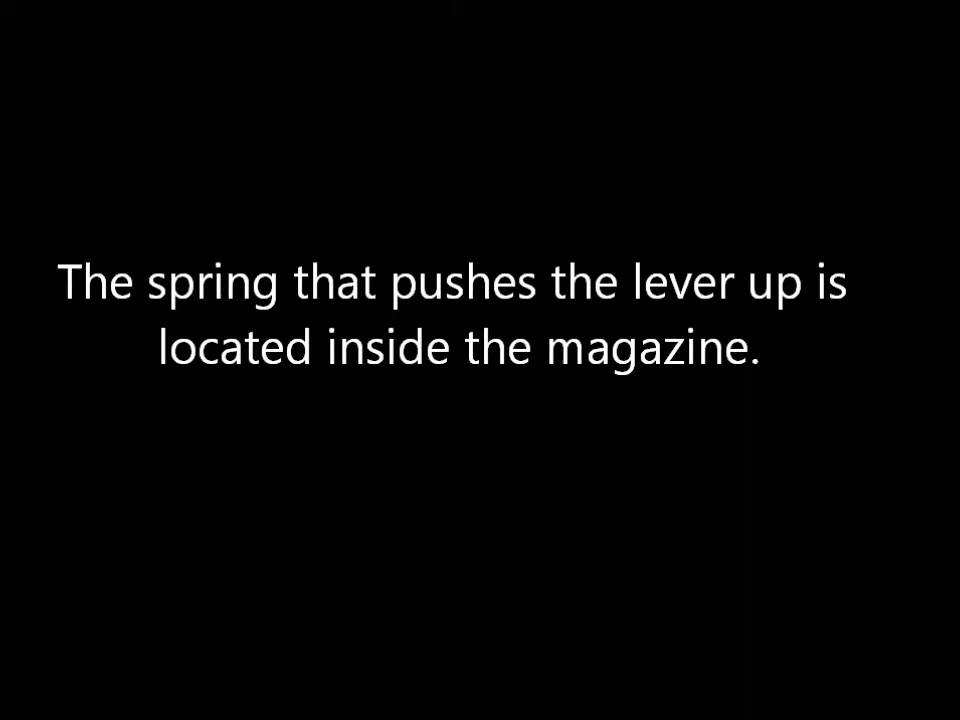 The spring that pushes the lever up is
located inside the magazine.